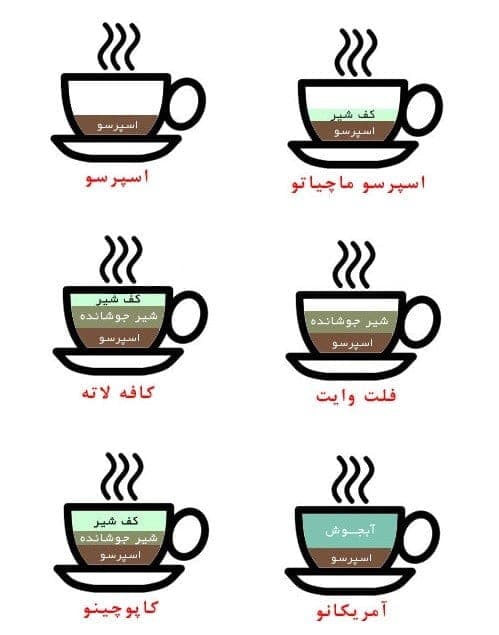 کف شیر
اسپرسو
اسپرسو ماچیاتو
اسپرسو
اسپرسو
شیر جوشانده
اسپرسو
فلت وایت
کف شیر
شیر جوشانده
اسپرسو
کافه لاته
آبجـوش
اسپرسو
آمریکانو
کف شیر
شیر جوشانده
اسپرسو
کاپوچینو